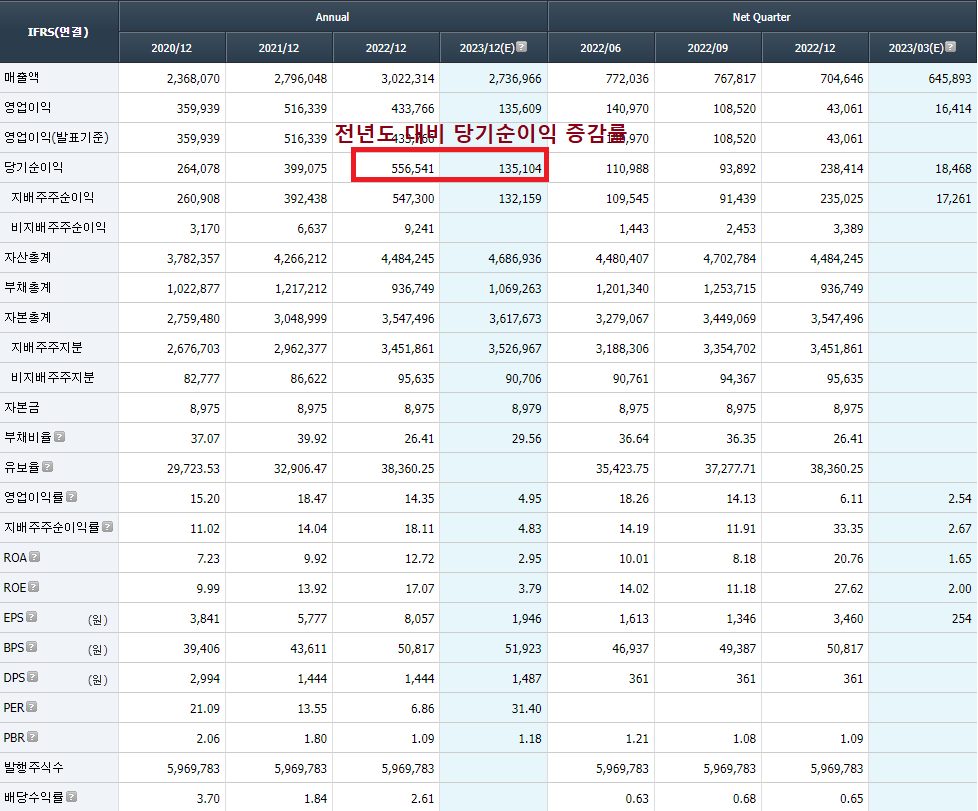 IFRS(연결) Annual Net Quarter
2020/12 2021/12 2022/12 2023/12(E) 2022/06 2022/09 2022/12 2023/03(E)
매출액 2,368,070 2,796,048 3,022,314 2,736,966 772,036 767,817 704,646 645,893
영업이익 359,939 516,339 433,766 135,609 140,970 108,520 43,061 16,414
전년도 대비 당기순이익 증감률
영업이익(발표기준) 359,939 516,339 433,766 140,970 108,520 43,061
당기순이익 264,078 399,075 556,541 135,104 110,988 93,892 238,414 18,468
지배주주순이익 260,908 392,438 547,300 132,159 109,545 91,439 235,025 17,261
비지배주주순이익 3,170 6,637 9,241 1,443 2,453 3,389
자산총계 3,782,357 4,266,212 4,484,245 4,686,936 4,480,407 4,702,784 4,484,245
부채총계 1,022,877 1,217,212 936,749 1,069,263 1,201,340 1,253,715 936,749
자본총계 2,759,480 3,048,999 3,547,496 3,617,673 3,279,067 3,449,069 3,547,496
지배주주지분 2,676,703 2,962,377 3,451,861 3,526,967 3,188,306 3,354,702 3,451,861
비지배주주지분 82,777 86,622 95,635 90,706 90,761 94,367 95,635
자본금 8,975 8,975 8,975 8,979 8,975 8,975 8,975
부채비율 37.07 39.92 26.41 29.56 36.64 36.35 26.41
유보율 29,723.53 32,906.47 38,360.25 35,423.75 37,277.71 38,360.25
영업이익률 15.20 18.47 14.35 4.95 18.26 14.13 6.11 2.54
지배주주순이익률 11.02 14.04 18.11 4.83 14.19 11.91 33.35 2.67
ROA 7.23 9.92 12.72 2.95 10.01 8.18 20.76 1.65
ROE 9.99 13.92 17.07 3.79 14.02 11.18 27.62 2.00
EPS (원) 3,841 5,777 8,057 1,946 1,613 1,346 3,460 254
BPS (원) 39,406 43,611 50,817 51,923 46,937 49,387 50,817
DPS (원) 2,994 1,444 1,444 1,487 361 361 361
PER 21.09 13.55 6.86 31.40
PBR 2.06 1.80 1.09 1.18 1.21 1.08 1.09
발행주식수 5,969,783 5,969,783 5,969,783 5,969,783 5,969,783 5,969,783
배당수익률 3.70 1.84 2.61 0.63 0.68 0.65